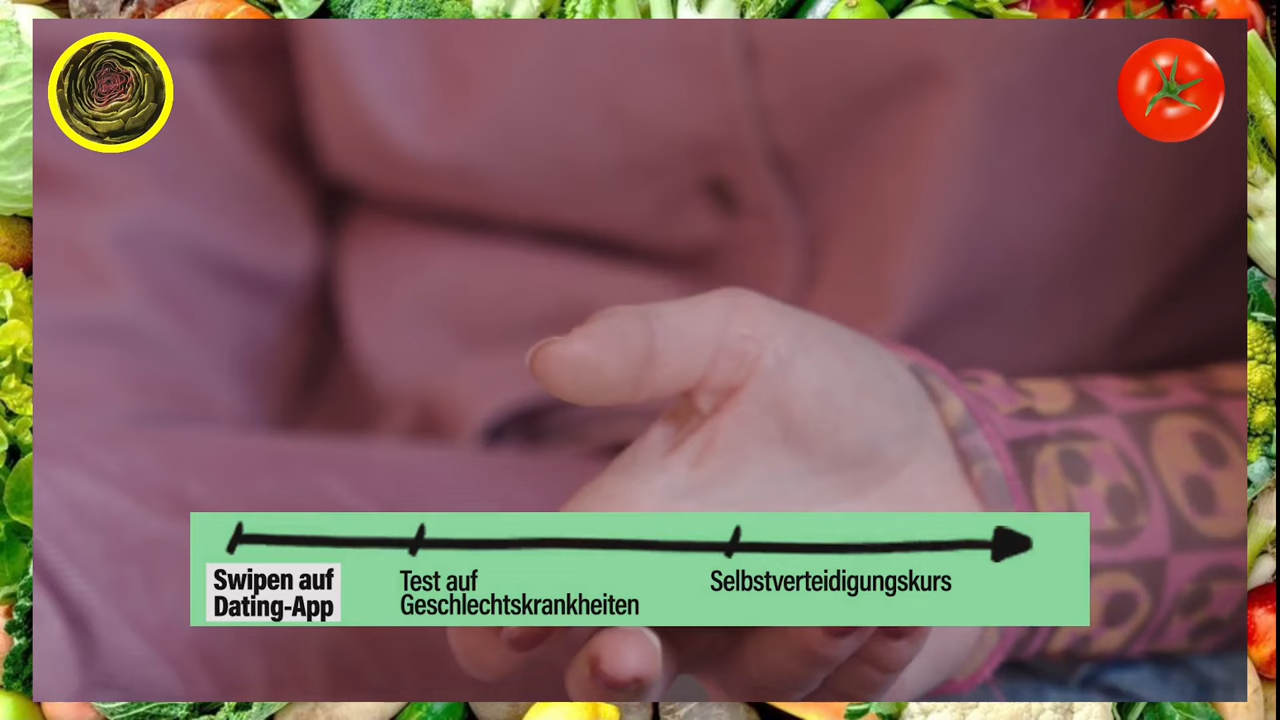 Swipen auf
Dating-App
Test auf
Geschlechtskrankheiten
Selbstverteidigungskurs